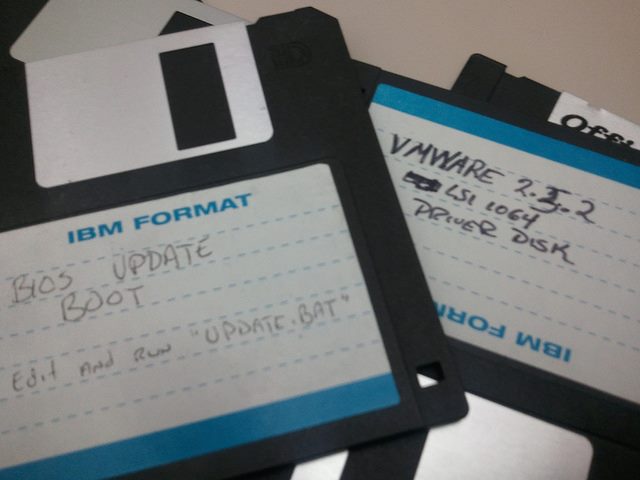 HD
IBM FORMAT
BIOS UPDATE
BOOT
Edit AND RUN "UPDATE.BAT"
VMWARE 2.5.2
LSI 1064
DRIVER DISK
IBM FORM